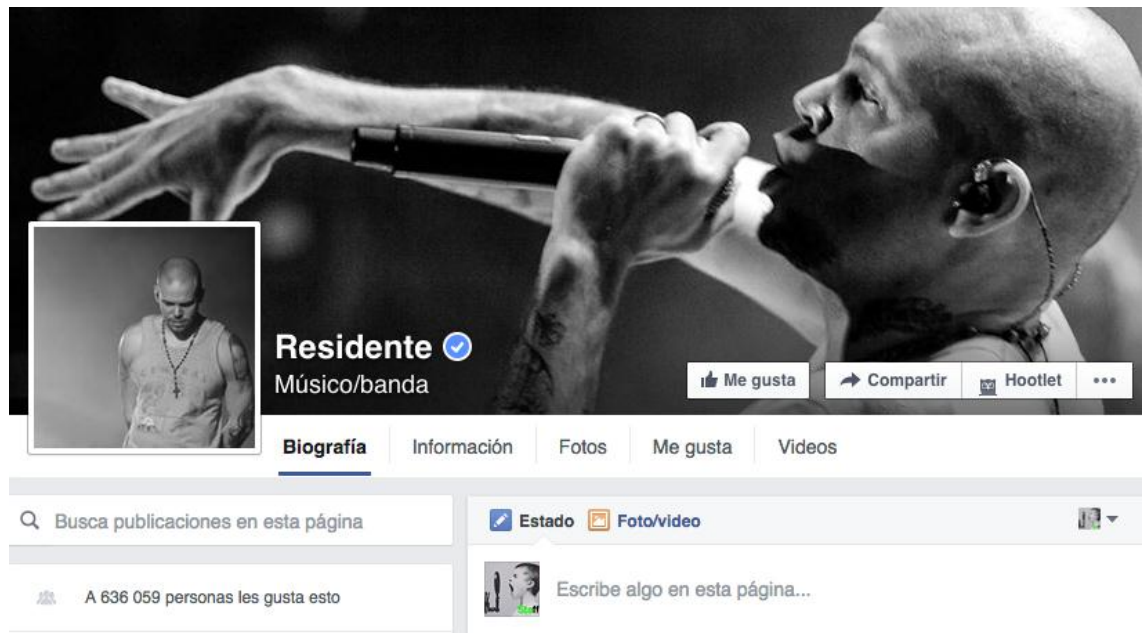 Residente
Músico/banda
Me gusta
Compartir
Hootlet
Biografía
Información
Fotos
Me gusta
Videos
Busca publicaciones en esta página
Estado
Foto/video
A 636 059 personas les gusta esto
Escribe algo en esta página...
Staff